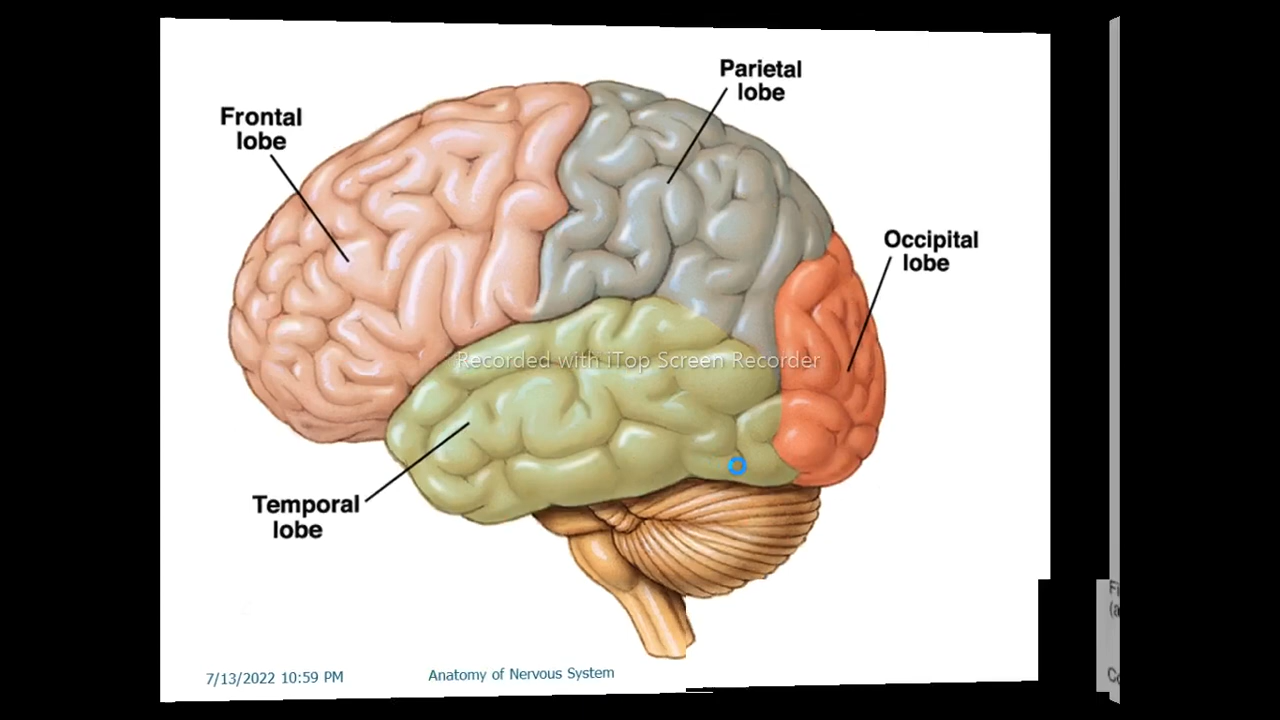 Parietal
lobe
Frontal
lobe
Occipital
lobe
Recorded with iTop Screen Recorder
Temporal
lobe
7/13/2022 10:59 PM
Anatomy of Nervous System